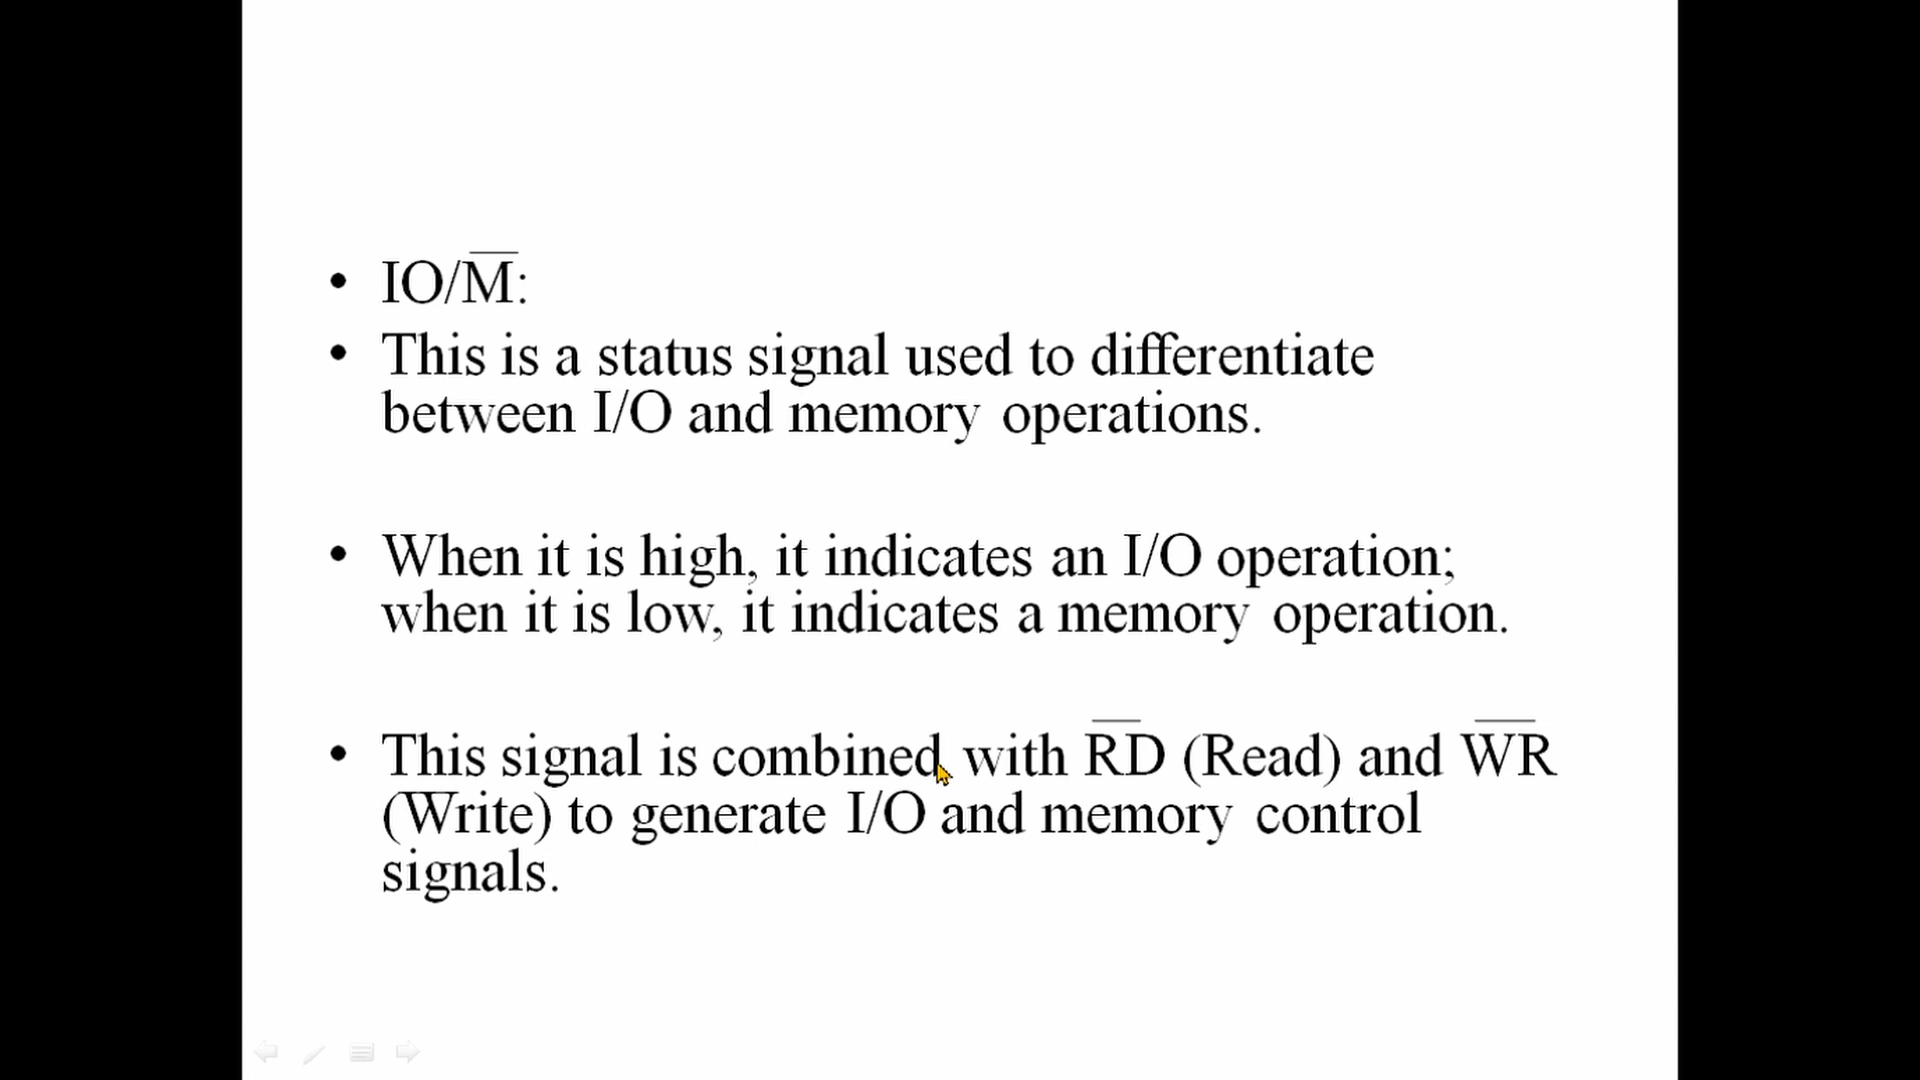 • IO/M̅:
• This is a status signal used to differentiate
between I/O and memory operations.
• When it is high, it indicates an I/O operation;
when it is low, it indicates a memory operation.
• This signal is combined with R̅D̅ (Read) and W̅R̅
(Write) to generate I/O and memory control
signals.